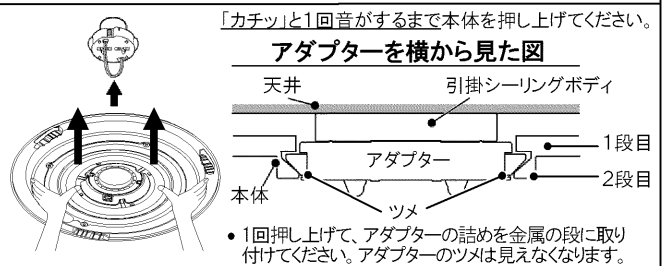 「カチッ」と1回音がするまで本体を押し上げてください。
アダプターを横から見た図
天井
引掛シーリングボディ
アダプター
1段目
2段目
本体
ツメ
• 1回押し上げて、アダプターの詰めを金属の段に取り
付けてください。アダプターのツメは見えなくなります。